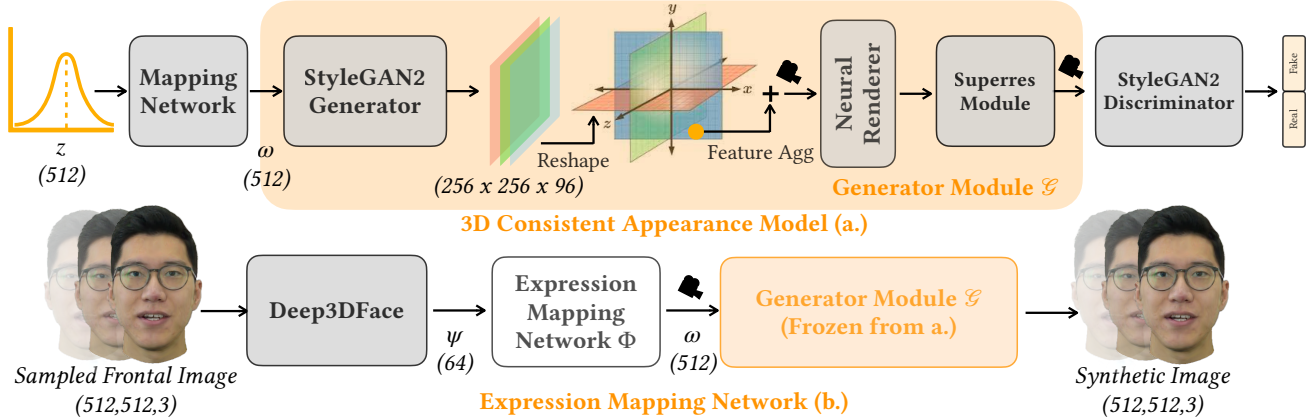 z
(512)
Mapping
Network
ω
(512)
StyleGAN2
Generator
(256 x 256 x 96)
Reshape
y
x
z
+
Feature Agg
Neural
Renderer
Superres
Module
Generator Module 𝒢
StyleGAN2
Discriminator
Fake
Real
3D Consistent Appearance Model (a.)
Sampled Frontal Image
(512,512,3)
Deep3DFace
ψ
(64)
Expression
Mapping
Network Φ
ω
(512)
Generator Module 𝒢
(Frozen from a.)
Synthetic Image
(512,512,3)
Expression Mapping Network (b.)